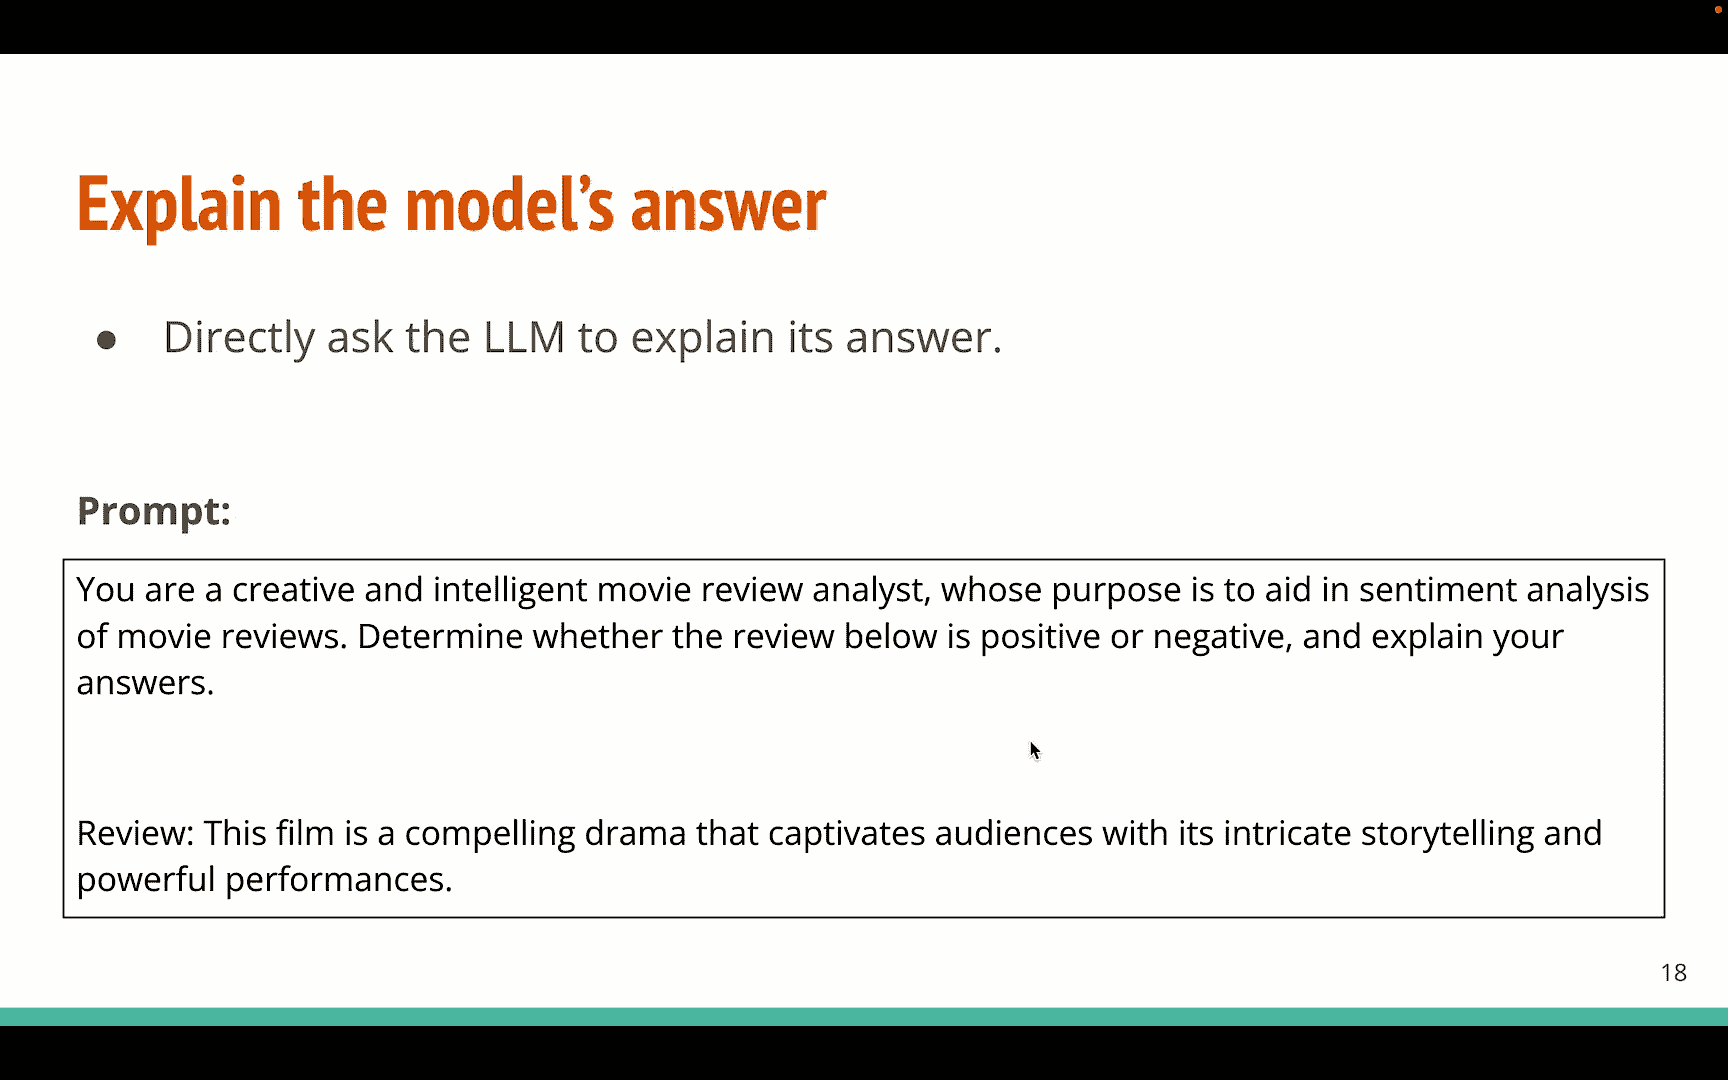 Explain the model’s answer
● Directly ask the LLM to explain its answer.
Prompt:
You are a creative and intelligent movie review analyst, whose purpose is to aid in sentiment analysis
of movie reviews. Determine whether the review below is positive or negative, and explain your
answers.
Review: This film is a compelling drama that captivates audiences with its intricate storytelling and
powerful performances.
18